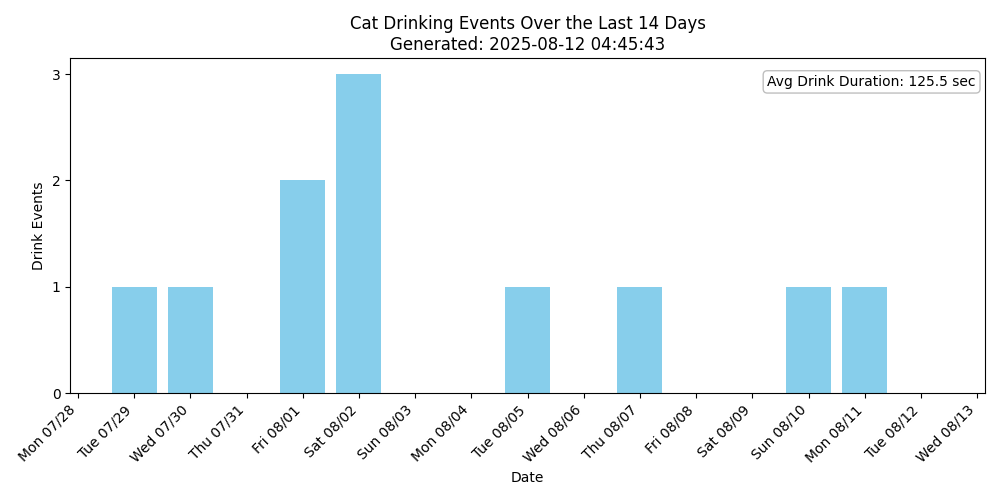 Cat Drinking Events Over the Last 14 Days
Generated: 2025-08-12 04:45:43
Avg Drink Duration: 125.5 sec
Drink Events
3
2
1
0
Mon 07/28
Tue 07/29
Wed 07/30
Thu 07/31
Fri 08/01
Sat 08/02
Sun 08/03
Mon 08/04
Tue 08/05
Wed 08/06
Thu 08/07
Fri 08/08
Sat 08/09
Sun 08/10
Mon 08/11
Tue 08/12
Wed 08/13
Date